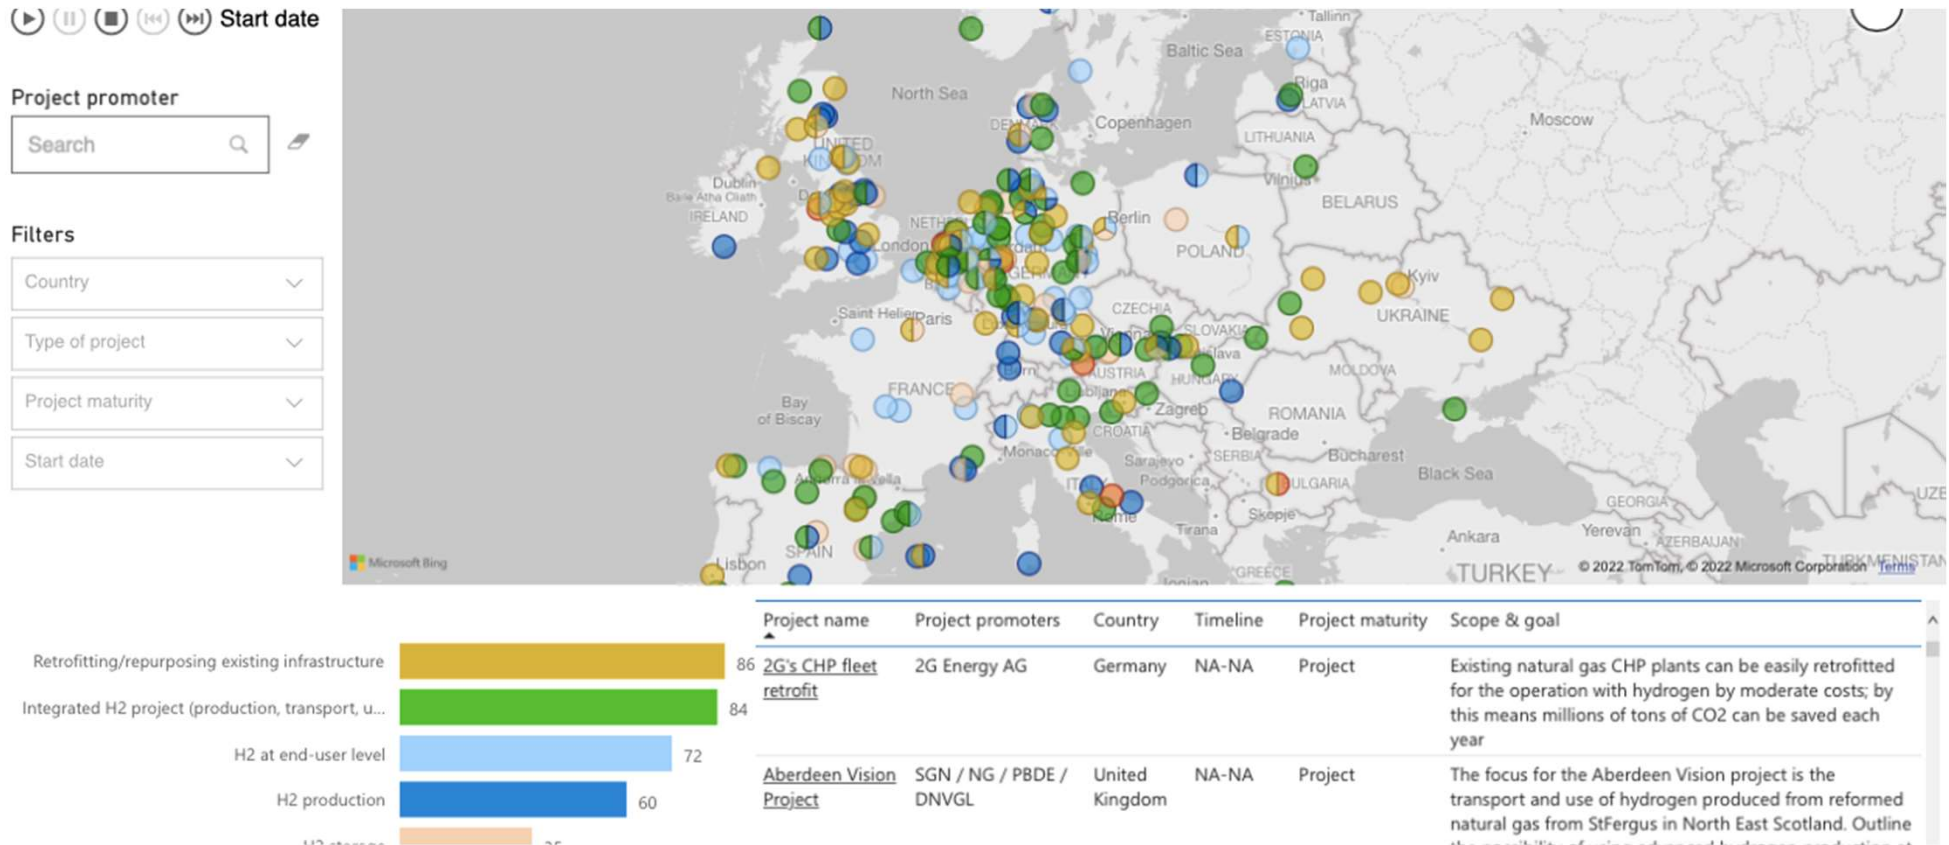 Start date
Project promoter
Search
Filters
Country
Type of project
Project maturity
Start date
Tallinn
ESTONIA
Baltic Sea
Riga
LATVIA
North Sea
Moscow
Copenhagen
LITHUANIA
UNITED
Dublin
Baile Átha Cliath
IRELAND
Vilnius
BELARUS
Berlin
London
POLAND
Kyiv
UKRAINE
CZECHIA
Saint Helier
Paris
SLOVAKIA
AUSTRIA
HUNGARY
MOLDOVA
FRANCE
Bay
of Biscay
Zagreb
ROMANIA
CROATIA
Belgrade
Monaco
Sarajevo
SERBIA
Bucharest
Podgorica
Black Sea
GEORGIA
Rome
Skopje
Tirana
Ankara
Yerevan
AZERBAIJAN
SPAIN
Lisbon
GREECE
TURKEY
TURKMENISTAN
Microsoft Bing
© 2022 TomTom, © 2022 Microsoft Corporation Terms
Retrofitting/repurposing existing infrastructure 86
Integrated H2 project (production, transport, u... 84
H2 at end-user level 72
H2 production 60
H2 storage
Project name Project promoters Country Timeline Project maturity Scope & goal
2G's CHP fleet 2G Energy AG Germany NA-NA Project Existing natural gas CHP plants can be easily retrofitted
retrofit for the operation with hydrogen by moderate costs; by
this means millions of tons of CO2 can be saved each
year
Aberdeen Vision SGN / NG / PBDE / United NA-NA Project The focus for the Aberdeen Vision project is the
Project DNVGL Kingdom transport and use of hydrogen produced from reformed
natural gas from StFergus in North East Scotland. Outline